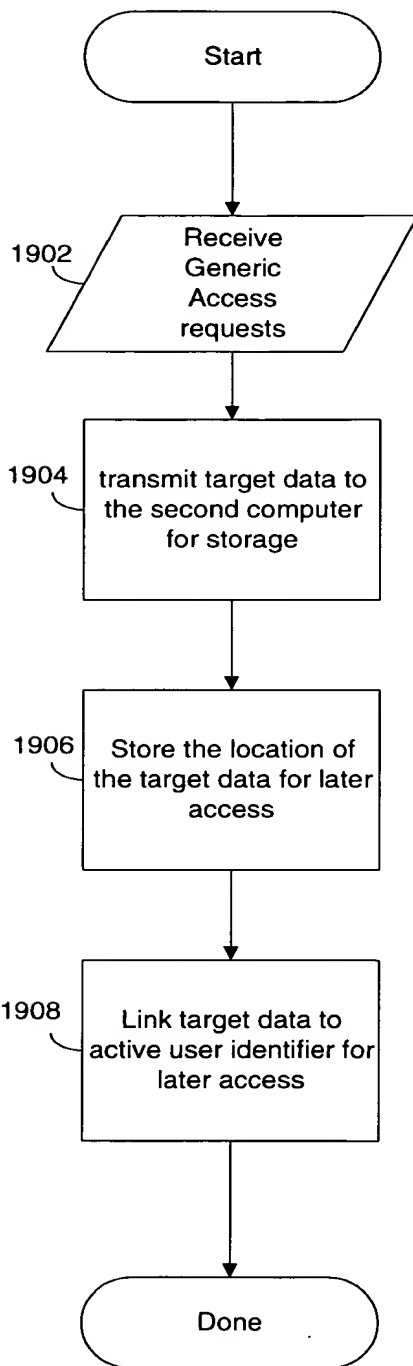 Start
1902
Receive
Generic
Access
requests
1904
transmit target data to
the second computer
for storage
1906
Store the location of
the target data for later
access
1908
Link target data to
active user identifier for
later access
Done